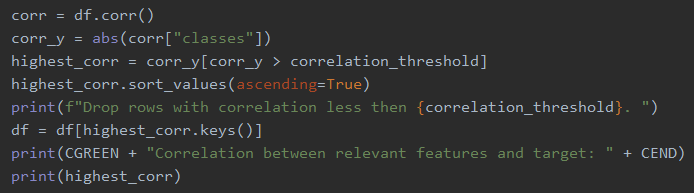 corr = df.corr()
corr_y = abs(corr["classes"])
highest_corr = corr_y[corr_y > correlation_threshold]
highest_corr.sort_values(ascending=True)
print(f"Drop rows with correlation less then {correlation_threshold}. ")
df = df[highest_corr.keys()]
print(CGREEN + "Correlation between relevant features and target: " + CEND)
print(highest_corr)